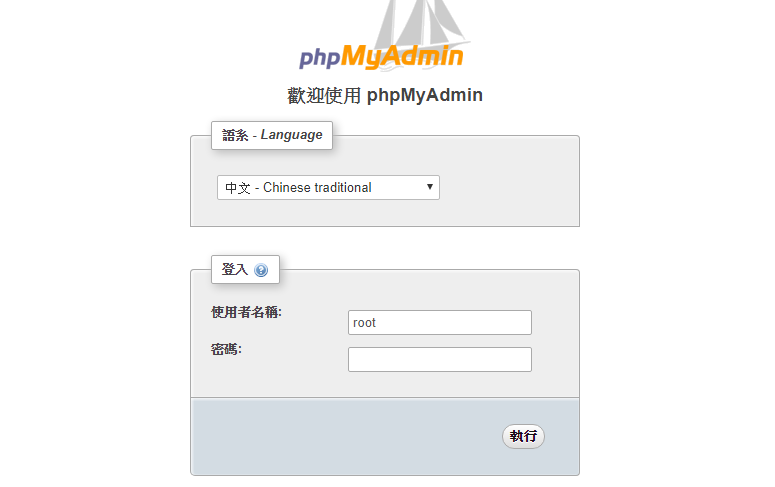 phpMyAdmin
歡迎使用 phpMyAdmin
語系 - Language
中文 - Chinese traditional
登入
使用者名稱:
root
密碼:
執行